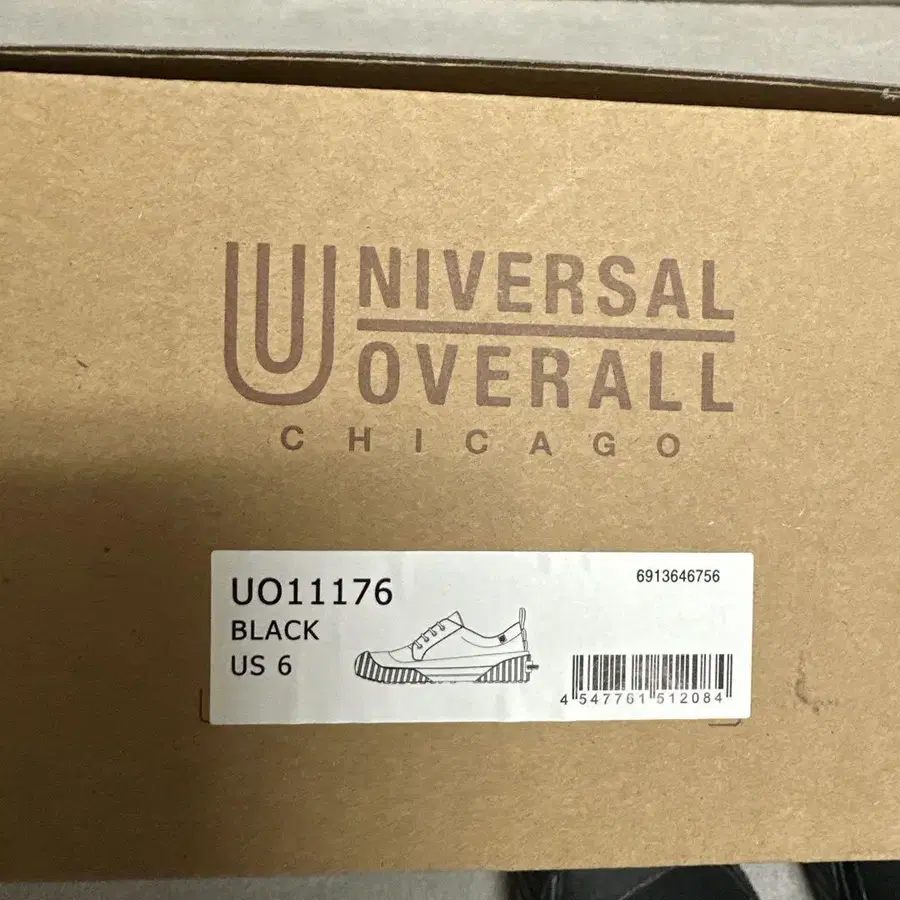 UNIVERSAL
OVERALL
CHICAGO
UO11176
BLACK
US 6
6913646756
4 547761 512084